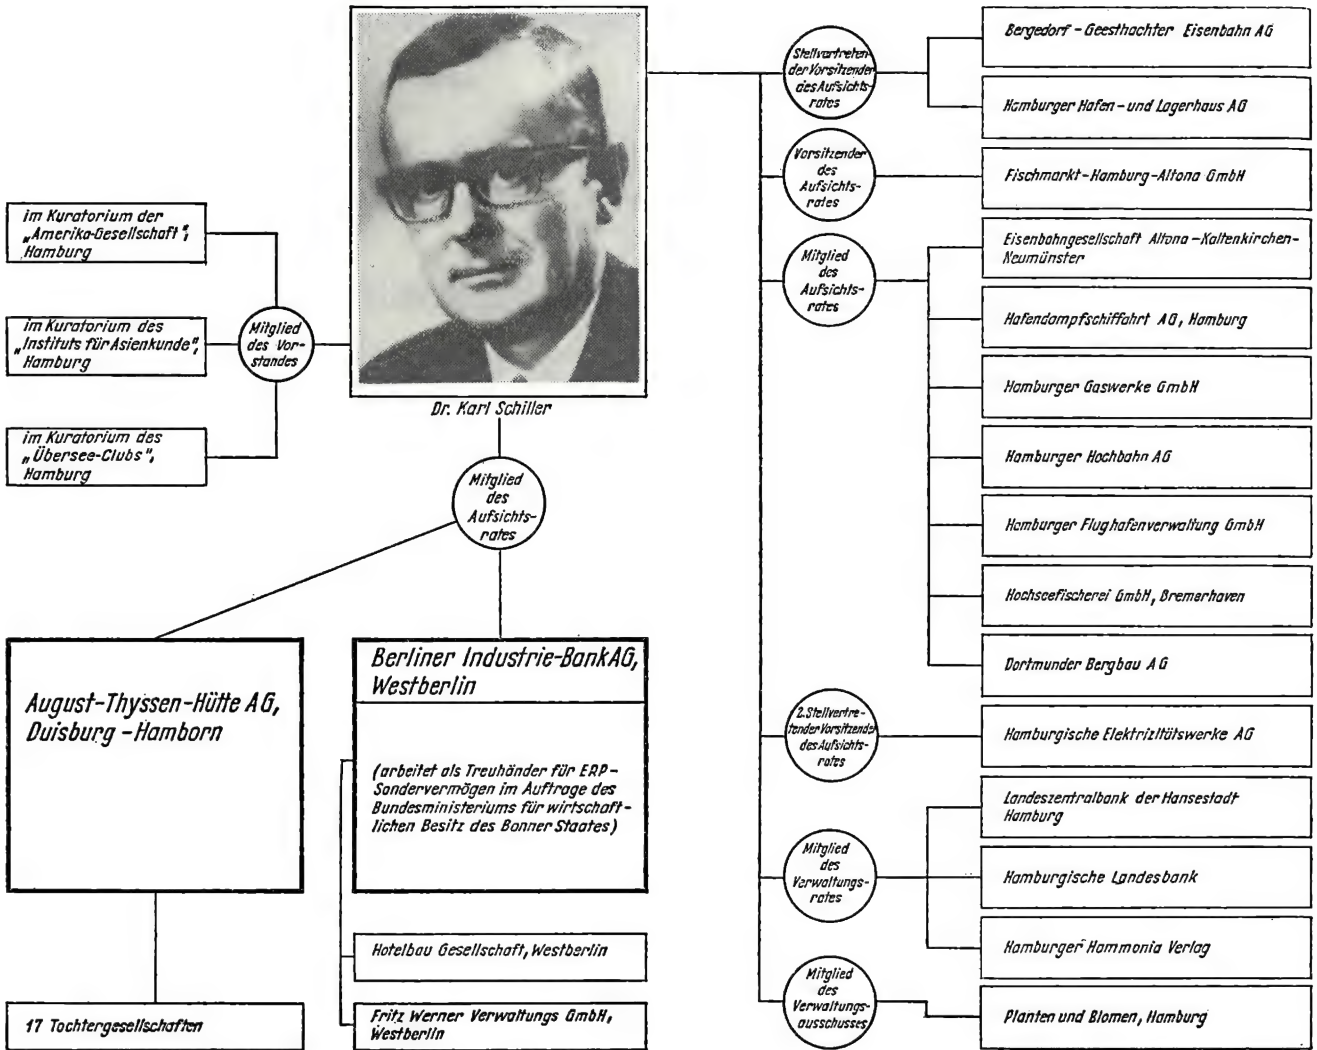 im Kuratorium der
„Amerika-Gesellschaft",
Hamburg
im Kuratorium des
„Instituts für Asienkunde",
Hamburg
im Kuratorium des
„Übersee-Clubs",
Hamburg
Mitglied
des Vor-
standes
Dr. Karl Schiller
Mitglied
des
Aufsichts-
rates
August-Thyssen-Hütte AG,
Duisburg-Hamborn
17 Tochtergesellschaften
Berliner Industrie-Bank AG,
Westberlin
(arbeitet als Treuhänder für ERP-
Sondervermögen im Auftrage des
Bundesministeriums für wirtschaft-
lichen Besitz des Bonner Staates)
Hotelbau Gesellschaft, Westberlin
Fritz Werner Verwaltungs GmbH,
Westberlin
Stellvertreten-
der Vorsitzender
des Aufsichts-
rates
Bergedorf-Geesthachter Eisenbahn AG
Hamburger Hafen- und Lagerhaus AG
Vorsitzender
des
Aufsichts-
rates
Fischmarkt-Hamburg-Altona GmbH
Mitglied
des
Aufsichts-
rates
Eisenbahngesellschaft Altona-Kaltenkirchen-
Neumünster
Hafendampfschiffahrt AG, Hamburg
Hamburger Gaswerke GmbH
Hamburger Hochbahn AG
Hamburger Flughafenverwaltung GmbH
Hochseefischerei GmbH, Bremerhaven
Dortmunder Bergbau AG
2. Stellvertre-
tender Vorsitzender
des Aufsichts-
rates
Hamburgische Elektrizitätswerke AG
Mitglied
des
Verwaltungs-
rates
Landeszentralbank der Hansestadt
Hamburg
Hamburgische Landesbank
Hamburger Hammonia Verlag
Mitglied
des
Verwaltungs-
ausschusses
Planten und Blomen, Hamburg